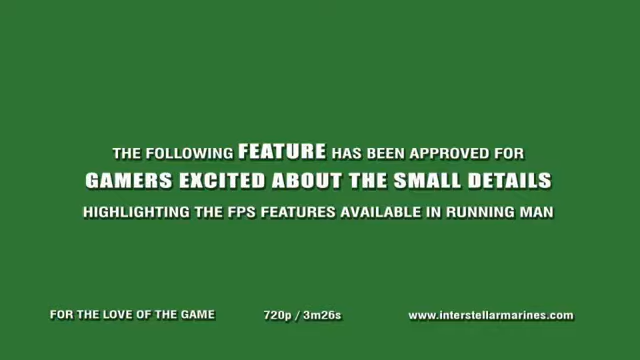 THE FOLLOWING FEATURE HAS BEEN APPROVED FOR
GAMERS EXCITED ABOUT THE SMALL DETAILS
HIGHLIGHTING THE FPS FEATURES AVAILABLE IN RUNNING MAN
FOR THE LOVE OF THE GAME 720p / 3m26s www.interstellarmarines.com